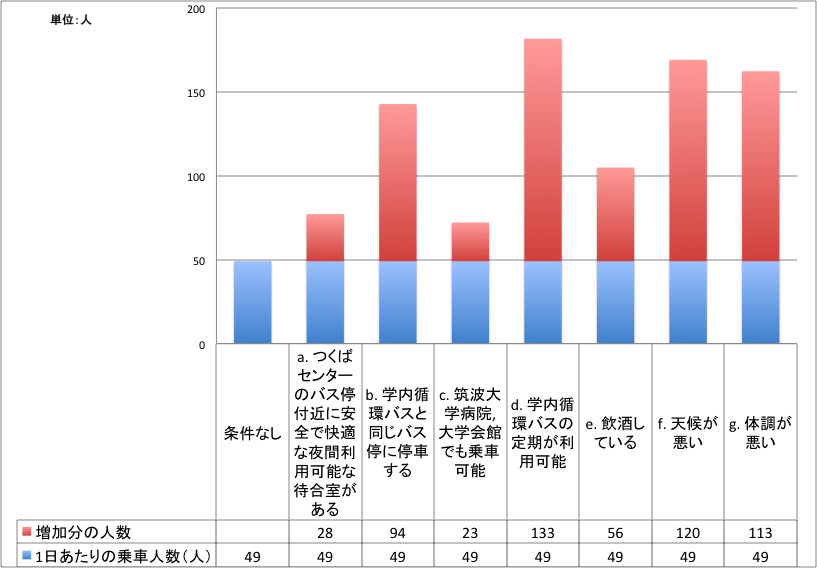 単位:人
200
150
100
50
0
条件なし
a. つくば
センター
のバス停
付近に安
全で快適
な夜間利
用可能な
待合室が
ある
b. 学内循
環バスと
同じバス
停に停車
する
c. 筑波大
学病院,
大学会館
でも乗車
可能
d. 学内循
環バスの
定期が利
用可能
e. 飲酒し
ている
f. 天候が
悪い
g. 体調が
悪い
増加分の人数 28 94 23 133 56 120 113
1日あたりの乗車人数(人) 49 49 49 49 49 49 49 49